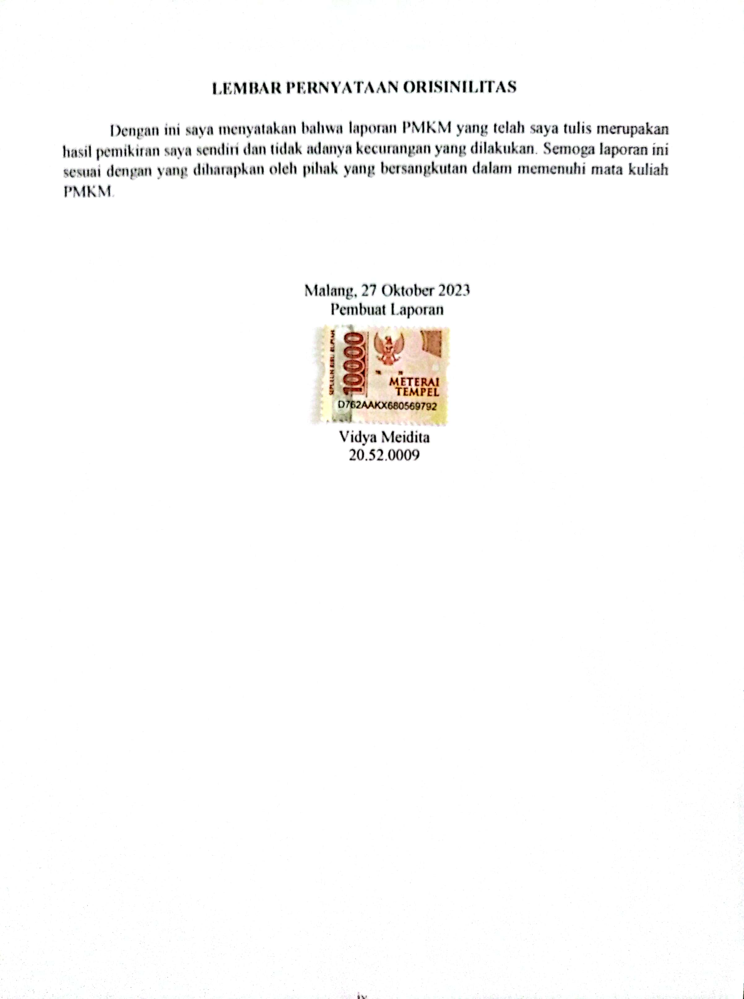 LEMBAR PERNYATAAN ORISINILITAS
Dengan ini saya menyatakan bahwa laporan PMKM yang telah saya tulis merupakan
hasil pemikiran saya sendiri dan tidak adanya kecurangan yang dilakukan. Semoga laporan ini
sesuai dengan yang diharapkan oleh pihak yang bersangkutan dalam memenuhi mata kuliah
PMKM.
Malang, 27 Oktober 2023
Pembuat Laporan
SEPULUH RIBU RUPIAH
10000
METERAI
TEMPEL
D762AAKX680569792
Vidya Meidita
20.52.0009
ix